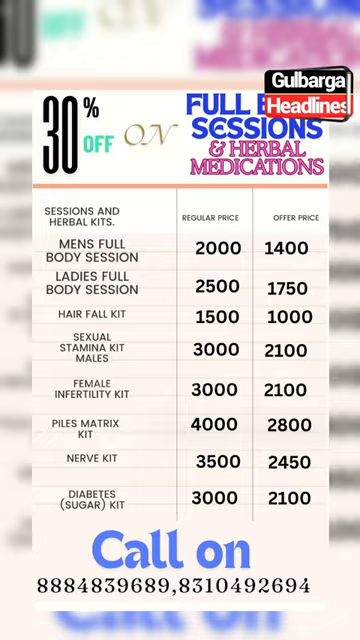 Gulbarga
Headlines
30% OFF ON
FULL
SESSIONS
& HERBAL
MEDICATIONS
SESSIONS AND HERBAL KITS. REGULAR PRICE OFFER PRICE
MENS FULL BODY SESSION 2000 1400
LADIES FULL BODY SESSION 2500 1750
HAIR FALL KIT 1500 1000
SEXUAL STAMINA KIT MALES 3000 2100
FEMALE INFERTILITY KIT 3000 2100
PILES MATRIX KIT 4000 2800
NERVE KIT 3500 2450
DIABETES (SUGAR) KIT 3000 2100
Call on
8884839689,8310492694